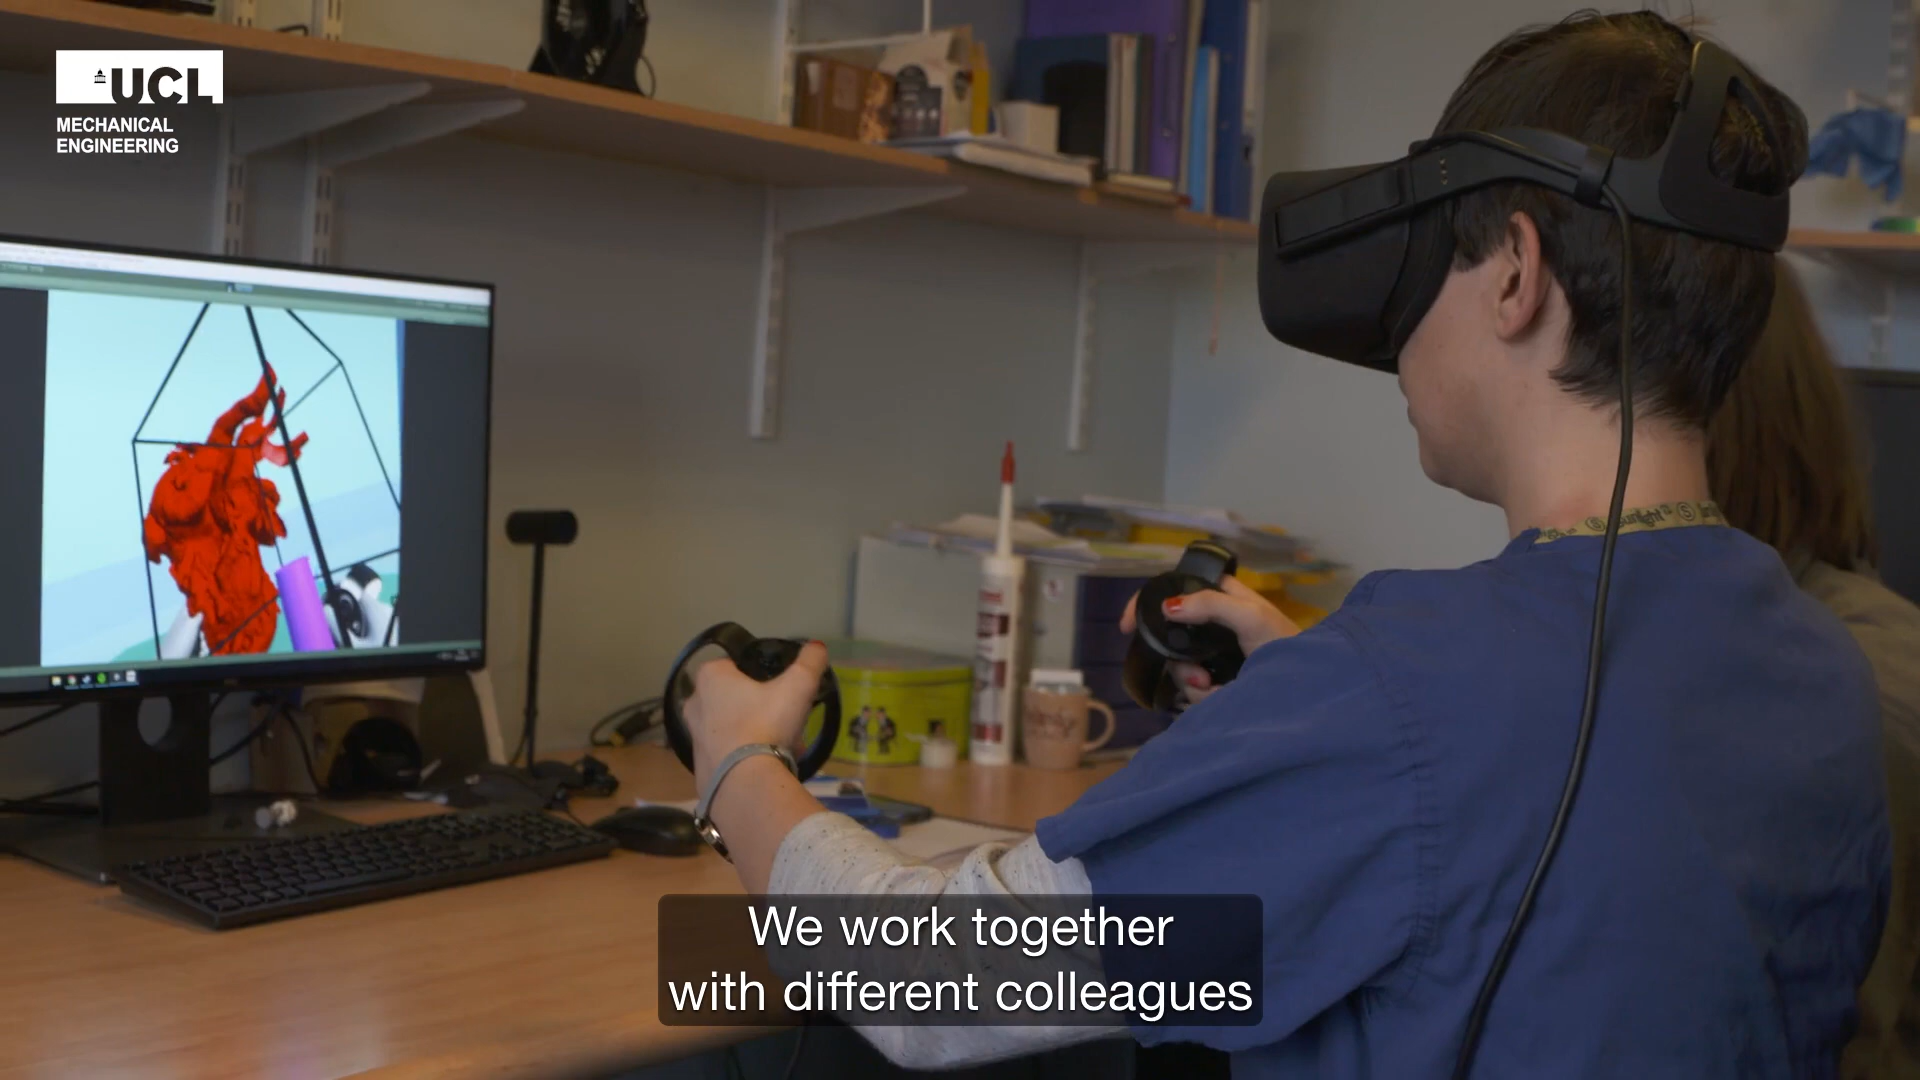 UCL
MECHANICAL
ENGINEERING
We work together
with different colleagues